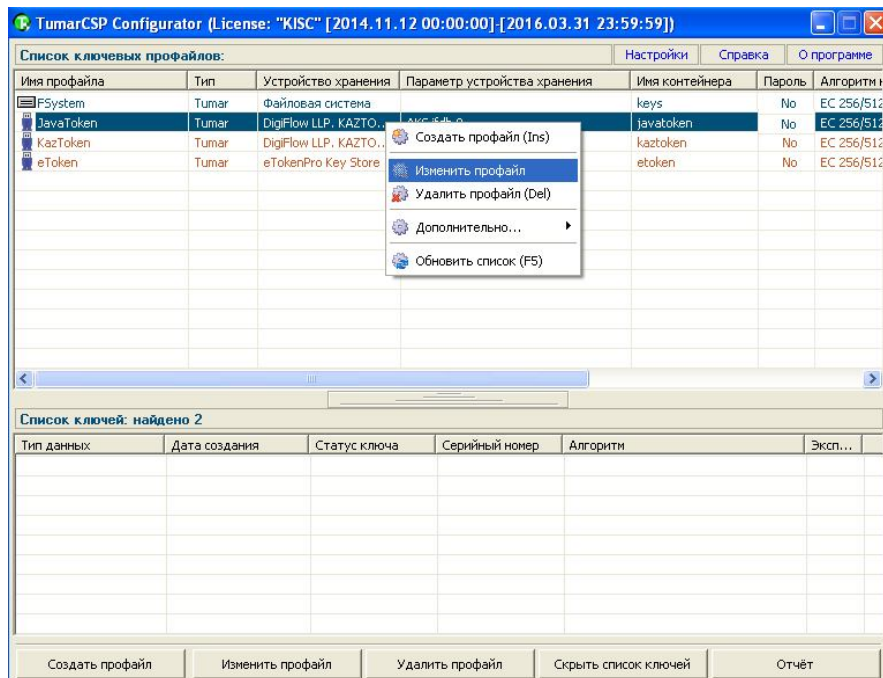 TumarCSP Configurator (License: "KISC" [2014.11.12 00:00:00]-[2016.03.31 23:59:59])
Список ключевых профайлов: Настройки Справка О программе
Имя профайла Тип Устройство хранения Параметр устройства хранения Имя контейнера Пароль Алгоритм
FSystem Tumar Файловая система keys No EC 256/512
JavaToken Tumar DigiFlow LLP. KAZTO... javatoken No EC 256/512
KazToken Tumar DigiFlow LLP. KAZTO... kaztoken No EC 256/512
eToken Tumar eTokenPro Key Store etoken No EC 256/512
Создать профайл (Ins)
Изменить профайл
Удалить профайл (Del)
Дополнительно...
Обновить список (F5)
Список ключей: найдено 2
Тип данных Дата создания Статус ключа Серийный номер Алгоритм Эксп...
Создать профайл Изменить профайл Удалить профайл Скрыть список ключей Отчёт